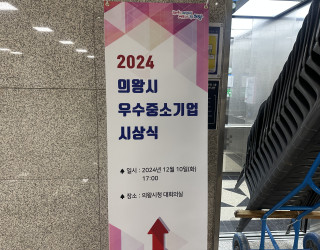 2024
의왕시
우수중소기업
시상식
♠ 일시 : 2024년 12월 10일(화)
17:00
♠ 장소 : 의왕시청 대회의실